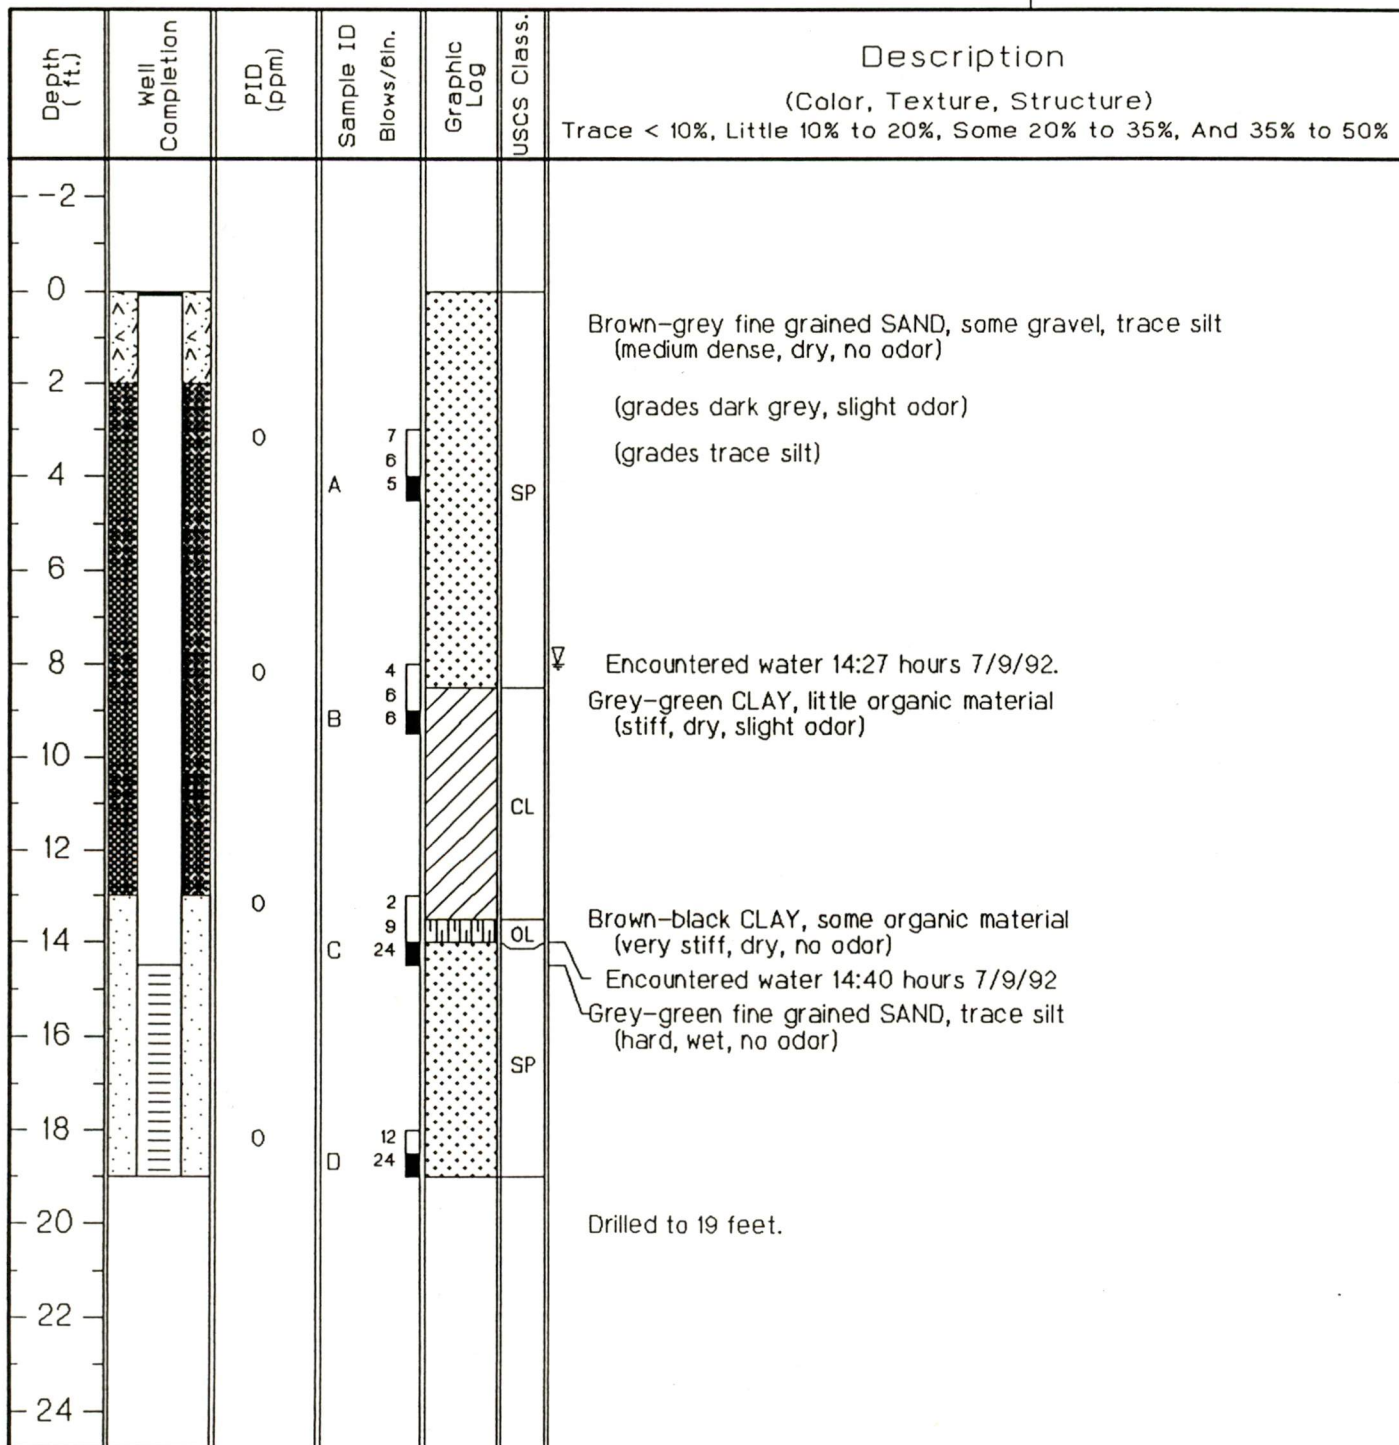 Depth
( ft.)
Well
Completion
PID
(ppm)
Sample ID
Blows/6in.
Graphic
Log
USCS Class.
Description
(Color, Texture, Structure)
Trace < 10%, Little 10% to 20%, Some 20% to 35%, And 35% to 50%
-2
0
Brown-grey fine grained SAND, some gravel, trace silt
(medium dense, dry, no odor)
2
(grades dark grey, slight odor)
0 7
6 (grades trace silt)
4 A 5 SP
6
8 0 4 Encountered water 14:27 hours 7/9/92.
6 Grey-green CLAY, little organic material
B 6 (stiff, dry, slight odor)
10
CL
12
0 2
9 OL Brown-black CLAY, some organic material
14 C 24 (very stiff, dry, no odor)
Encountered water 14:40 hours 7/9/92
Grey-green fine grained SAND, trace silt
16 (hard, wet, no odor)
SP
18 0 12
D 24
20 Drilled to 19 feet.
22
24